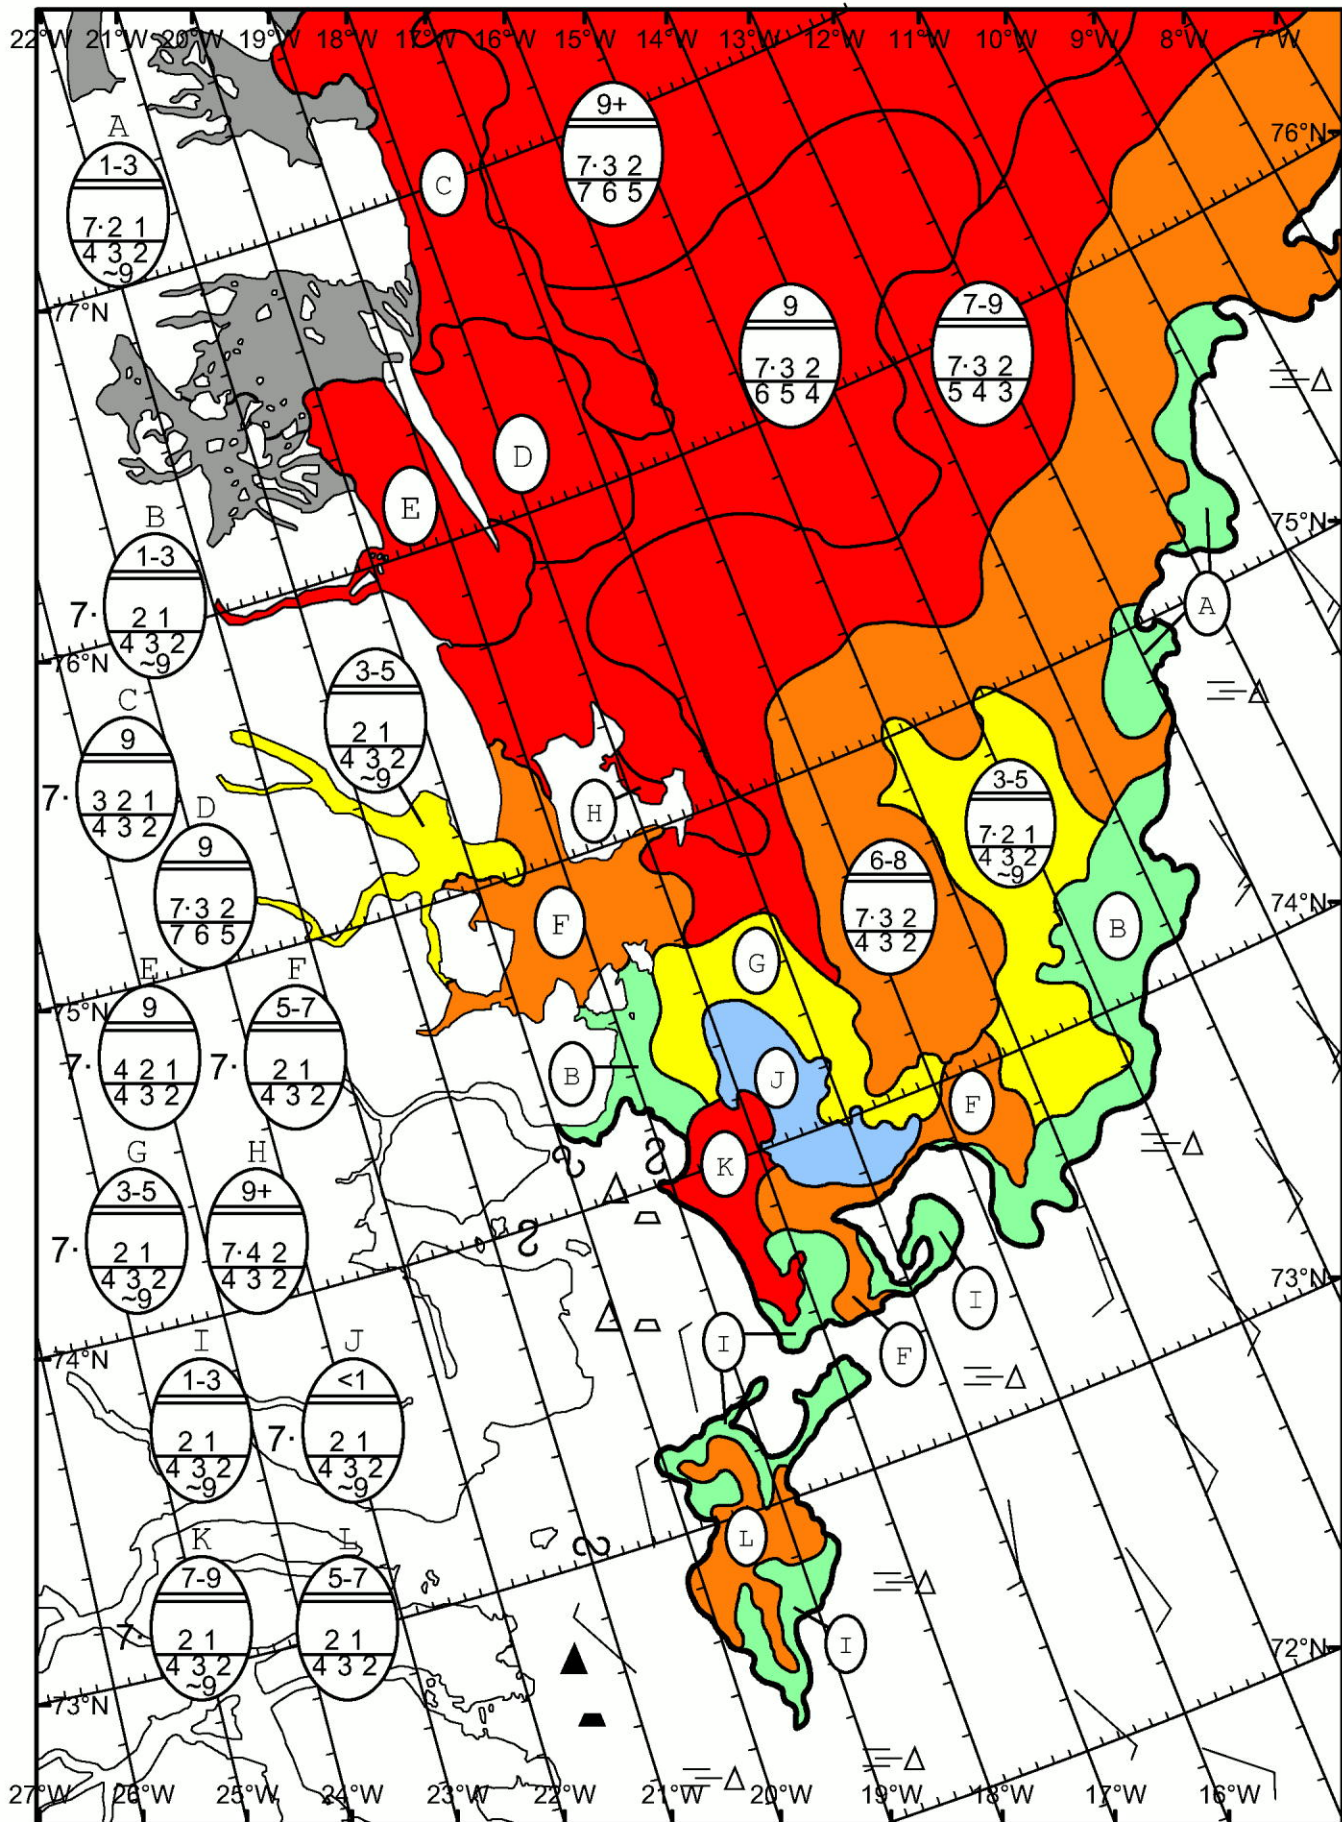 22°W 21°W 20°W 19°W 18°W 17°W 16°W 15°W 14°W 13°W 12°W 11°W 10°W 9°W 8°W 7°W
9+
7· 3 2
7 6 5
76°N
A
1-3
7· 2 1
4 3 2
~9
C
9
7· 3 2
6 5 4
7-9
7· 3 2
5 4 3
77°N
D
E
75°N
B
1-3
7· 2 1
4 3 2
~9
A
76°N
3-5
2 1
4 3 2
~9
C
9
7· 3 2 1
4 3 2
H
3-5
7· 2 1
4 3 2
~9
D
9
7· 3 2
7 6 5
6-8
7· 3 2
4 3 2
74°N
F
B
G
E
9
7· 4 2 1
4 3 2
F
5-7
7· 2 1
4 3 2
75°N
B
J
F
K
G
3-5
7· 2 1
4 3 2
~9
H
9+
7· 4 2
4 3 2
73°N
I
I
F
74°N
I
1-3
2 1
4 3 2
~9
J
<1
7· 2 1
4 3 2
~9
L
K
7-9
7· 2 1
4 3 2
~9
L
5-7
2 1
4 3 2
I
72°N
73°N
27°W 26°W 25°W 24°W 23°W 22°W 21°W 20°W 19°W 18°W 17°W 16°W